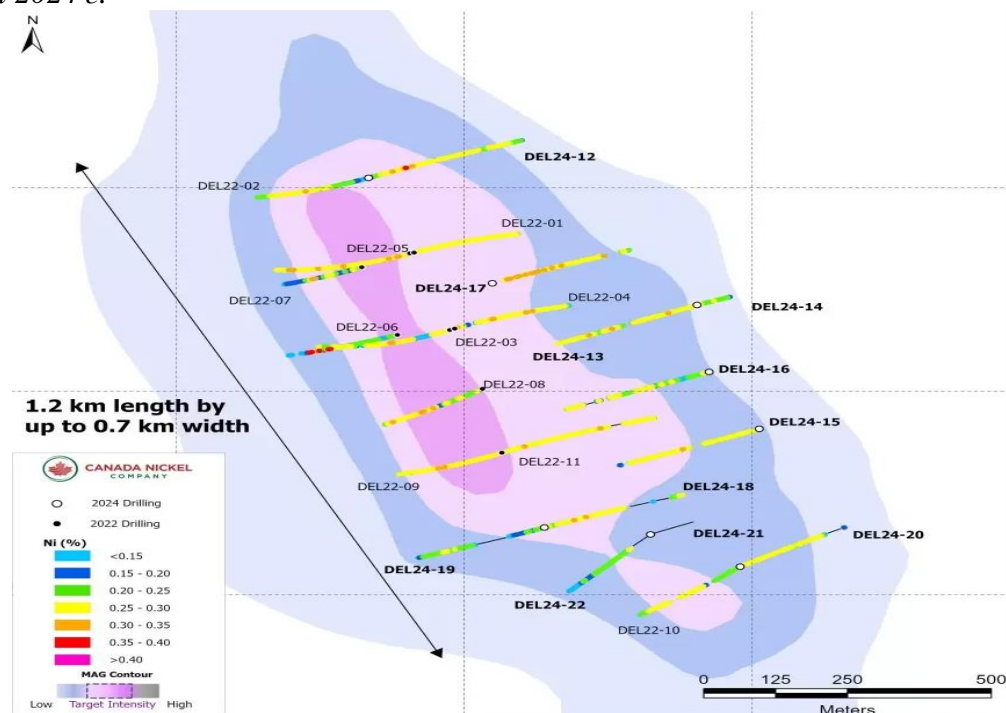 а 2024 г.
N
DEL24-12
DEL22-02
DEL22-01
DEL22-05
DEL22-07
DEL24-17
DEL22-04
DEL24-14
DEL22-06
DEL22-03
DEL24-13
DEL24-16
DEL22-08
1.2 km length by
up to 0.7 km width
DEL24-15
DEL22-11
DEL22-09
DEL24-18
DEL24-21
DEL24-20
DEL24-19
DEL24-22
DEL22-10
CANADA NICKEL
COMPANY
2024 Drilling
2022 Drilling
Ni (%)
<0.15
0.15 - 0.20
0.20 - 0.25
0.25 - 0.30
0.30 - 0.35
0.35 - 0.40
>0.40
MAG Contour
Low Target Intensity High
0 125 250 500
Meters